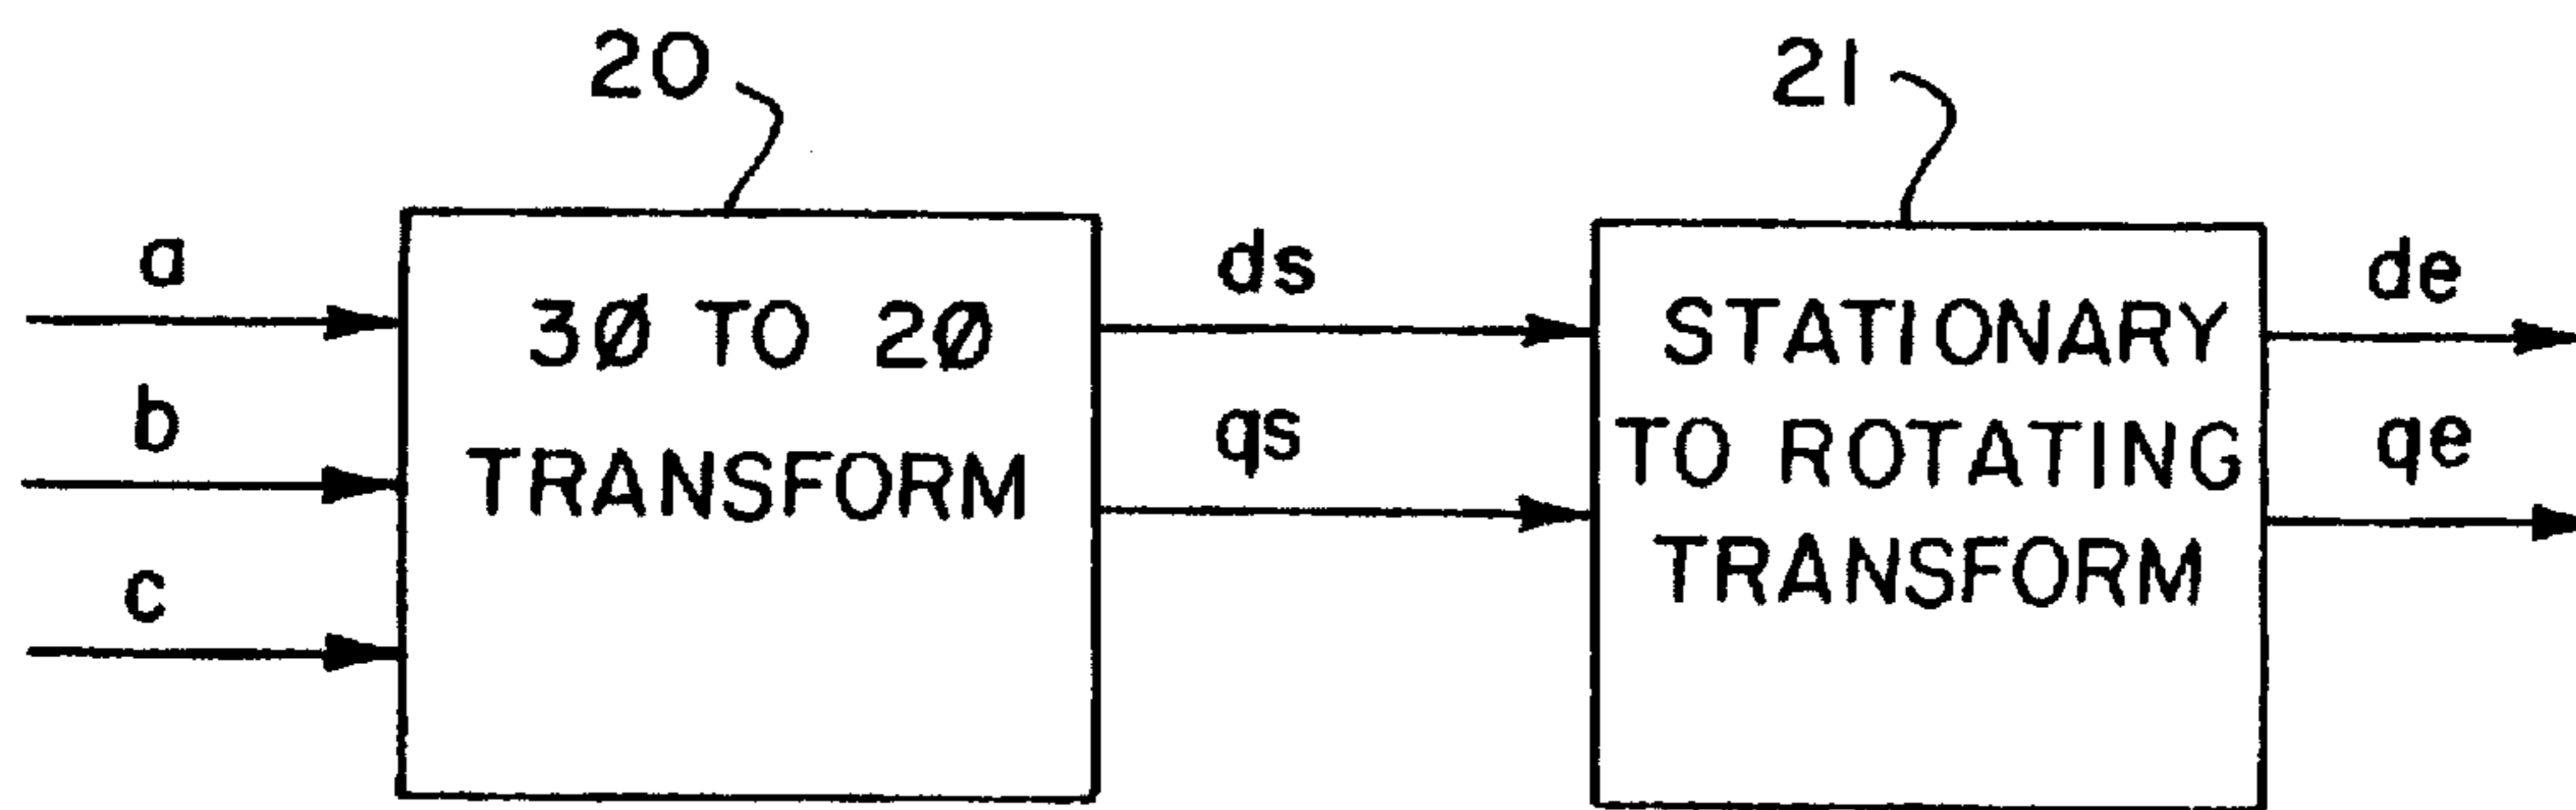 20
21
a
b
c
3Ø TO 2Ø
TRANSFORM
ds
qs
STATIONARY
TO ROTATING
TRANSFORM
de
qe